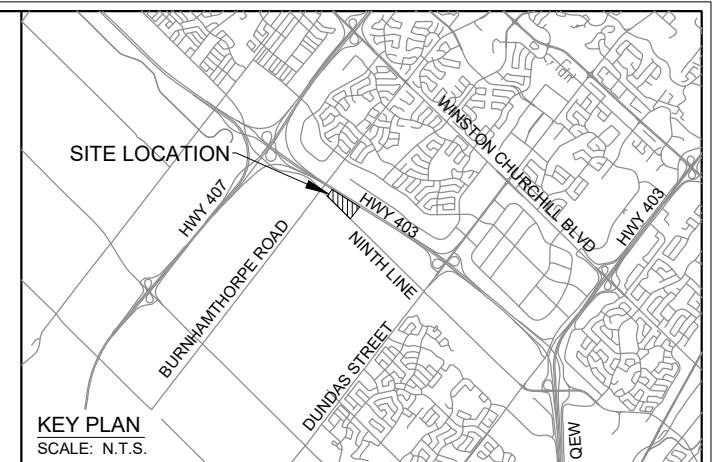 SITE LOCATION
WINSTON CHURCHILL BLVD
HWY 407
HWY 403
HWY 403
BURNHAMTHORPE ROAD
NINTH LINE
DUNDAS STREET
QEW
KEY PLAN
SCALE: N.T.S.